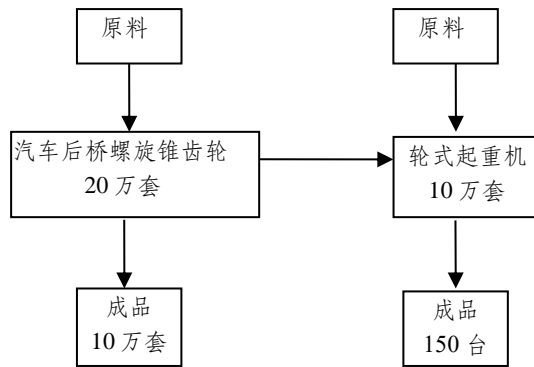 原料
原料
汽车后桥螺旋锥齿轮
20 万套
轮式起重机
10 万套
成品
10 万套
成品
150 台